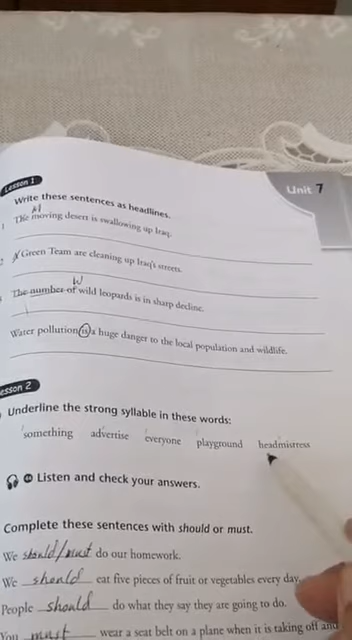 Unit 7
Lesson 1
Write these sentences as headlines.
M
The moving desert is swallowing up Iraq.
Green Team are cleaning up Iraq's streets.
W
The number of wild leopards is in sharp decline.
Water pollution is a huge danger to the local population and wildlife.
esson 2
Underline the strong syllable in these words:
something advertise everyone playground headmistress
Listen and check your answers.
Complete these sentences with should or must.
We should/must do our homework.
We should eat five pieces of fruit or vegetables every day.
People should do what they say they are going to do.
You must wear a seat belt on a plane when it is taking off and